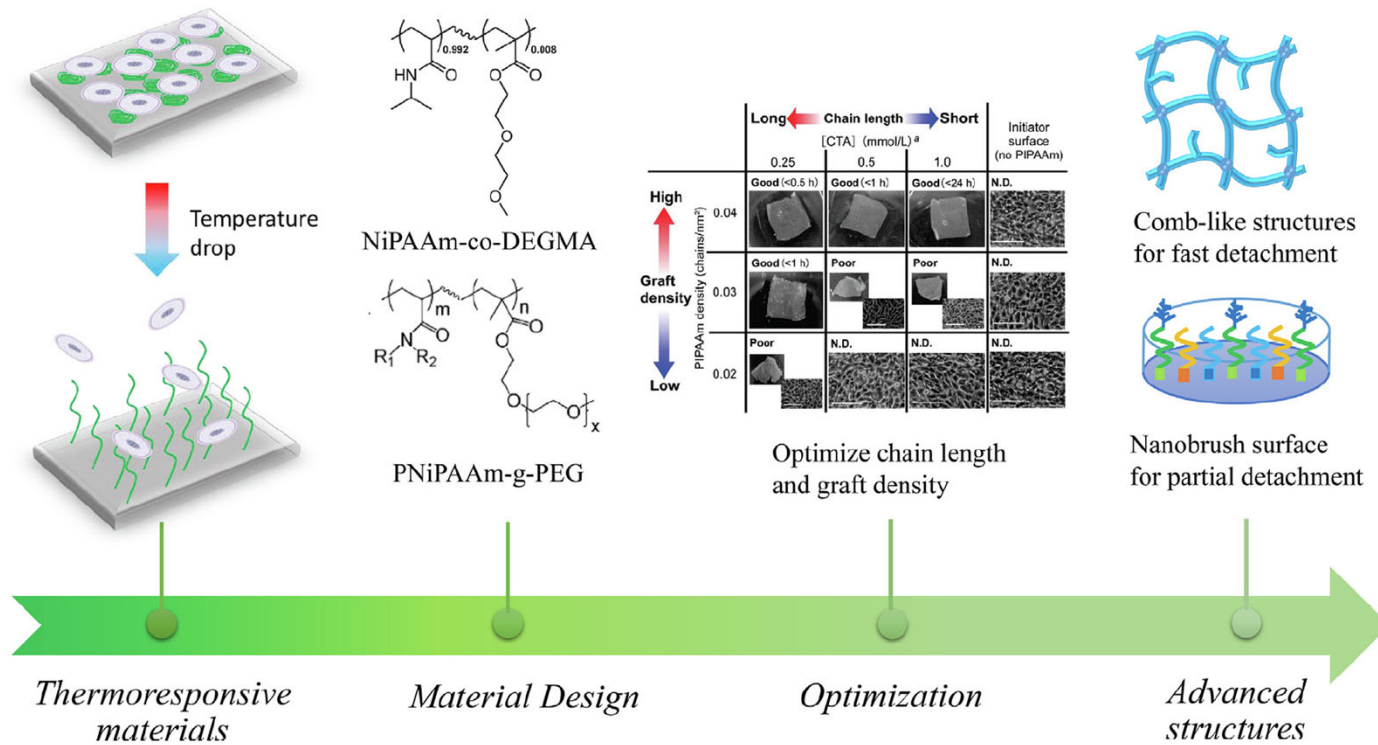 Temperature
drop
0.992
0.008
HN
O
O
O
O
O
NiPAAm-co-DEGMA
m
n
N
O
O
R1
R2
O
O
O
x
PNiPAAm-g-PEG
Long
Chain length
Short
[CTA] (mmol/L) a
0.25
0.5
1.0
Initiator
surface
(no PIPAAm)
High
Graft
density
Low
PIPAAm density (chains/nm²)
0.04
Good (<0.5 h)
Good (<1 h)
Good (<24 h)
N.D.
0.03
Good (<1 h)
Poor
Poor
N.D.
0.02
Poor
N.D.
N.D.
N.D.
Optimize chain length
and graft density
Comb-like structures
for fast detachment
Nanobrush surface
for partial detachment
Thermoresponsive
materials
Material Design
Optimization
Advanced
structures